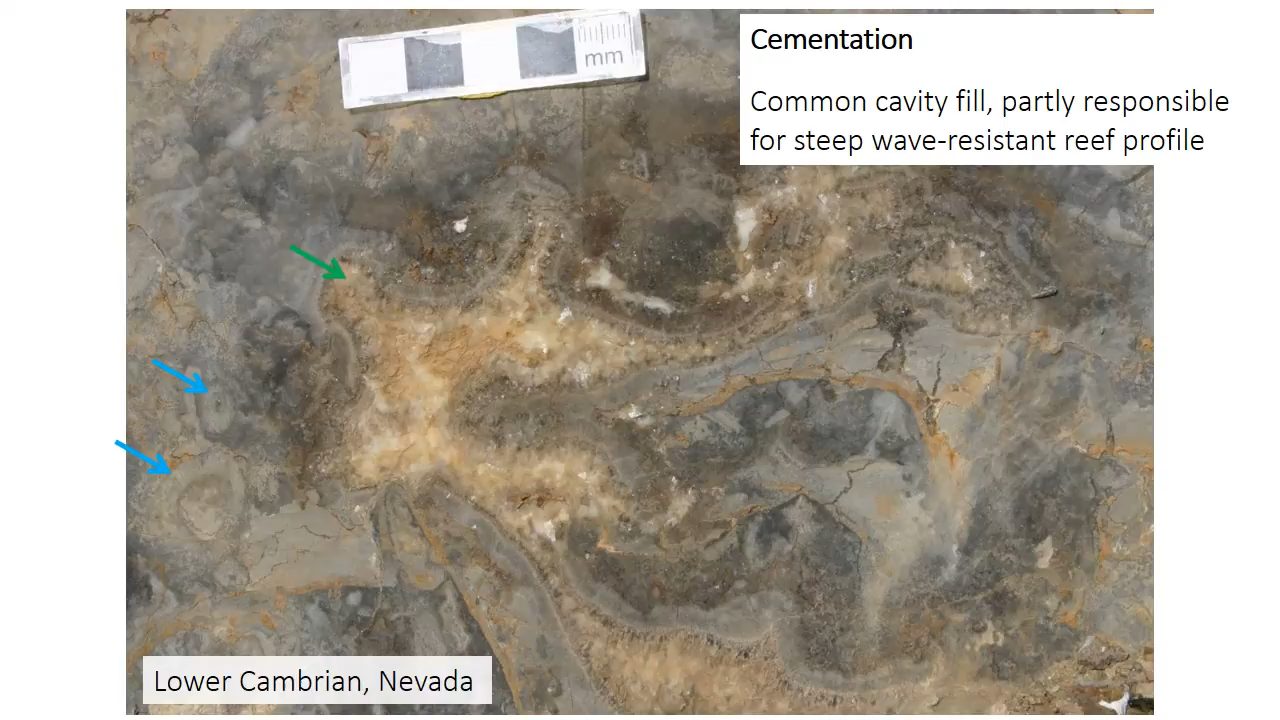 mm
Cementation
Common cavity fill, partly responsible
for steep wave-resistant reef profile
Lower Cambrian, Nevada